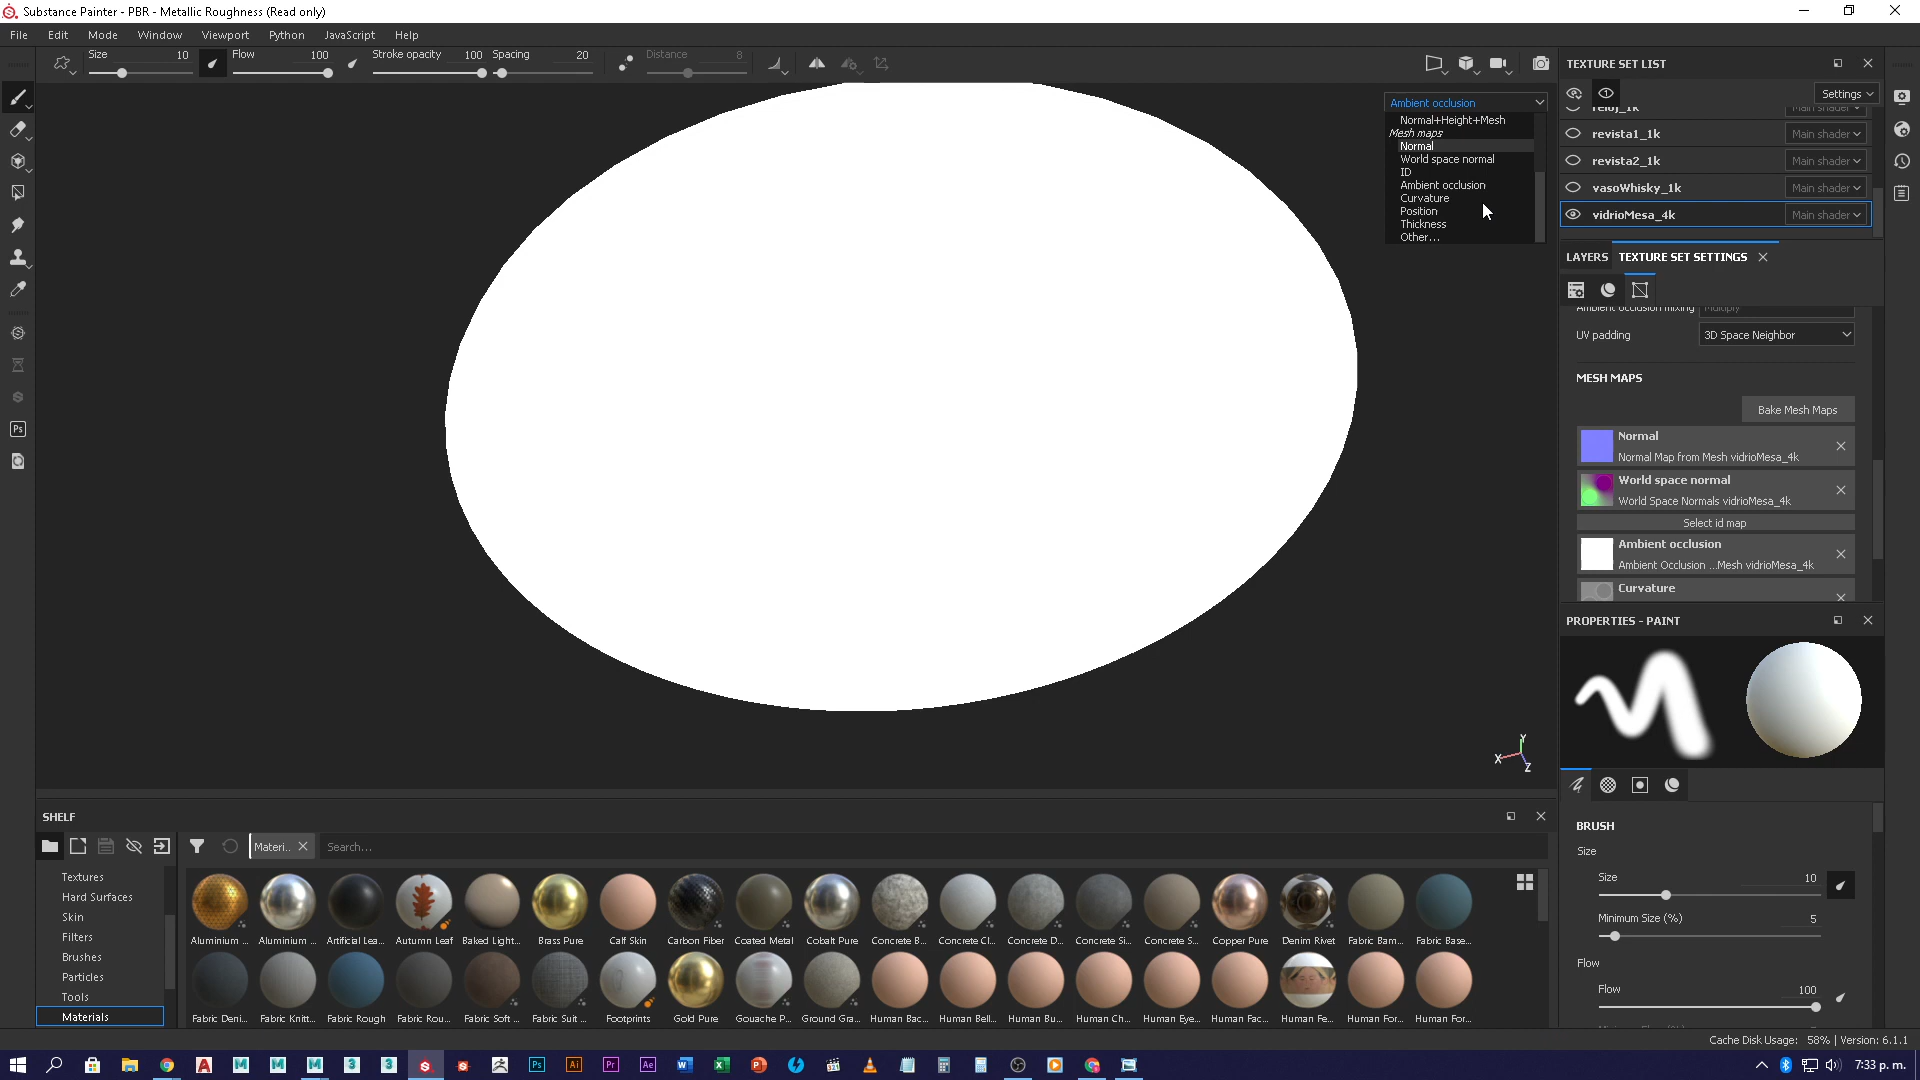 Substance Painter - PBR - Metallic Roughness (Read only)
File Edit Mode Window Viewport Python JavaScript Help
Size 10 Flow 100 Stroke opacity 100 Spacing 20 Distance 8
Ambient occlusion
Normal+Height+Mesh
Mesh maps
Normal
World space normal
ID
Ambient occlusion
Curvature
Position
Thickness
Other...
X Y Z
TEXTURE SET LIST
Settings
reloj_1k Main shader
revista1_1k Main shader
revista2_1k Main shader
vasoWhisky_1k Main shader
vidrioMesa_4k Main shader
LAYERS TEXTURE SET SETTINGS
Ambient occlusion mixing Multiply
UV padding 3D Space Neighbor
MESH MAPS
Bake Mesh Maps
Normal
Normal Map from Mesh vidrioMesa_4k
World space normal
World Space Normals vidrioMesa_4k
Select id map
Ambient occlusion
Ambient Occlusion ...Mesh vidrioMesa_4k
Curvature
PROPERTIES - PAINT
BRUSH
Size
Size 10
Minimum Size (%) 5
Flow
Flow 100
SHELF
Materi..
Search...
Textures
Hard Surfaces
Skin
Filters
Brushes
Particles
Tools
Materials
Aluminium ... Aluminium ... Artificial Lea... Autumn Leaf Baked Light... Brass Pure Calf Skin Carbon Fiber Coated Metal Cobalt Pure Concrete B... Concrete Cl... Concrete D... Concrete Si... Concrete S... Copper Pure Denim Rivet Fabric Bam... Fabric Base...
Fabric Deni... Fabric Knitt... Fabric Rough Fabric Rou... Fabric Soft ... Fabric Suit ... Footprints Gold Pure Gouache P... Ground Gra... Human Bac... Human Bell... Human Bu... Human Ch... Human Eye... Human Fac... Human Fe... Human For... Human For...
Cache Disk Usage: 58% | Version: 6.1.1
7:33 p. m.